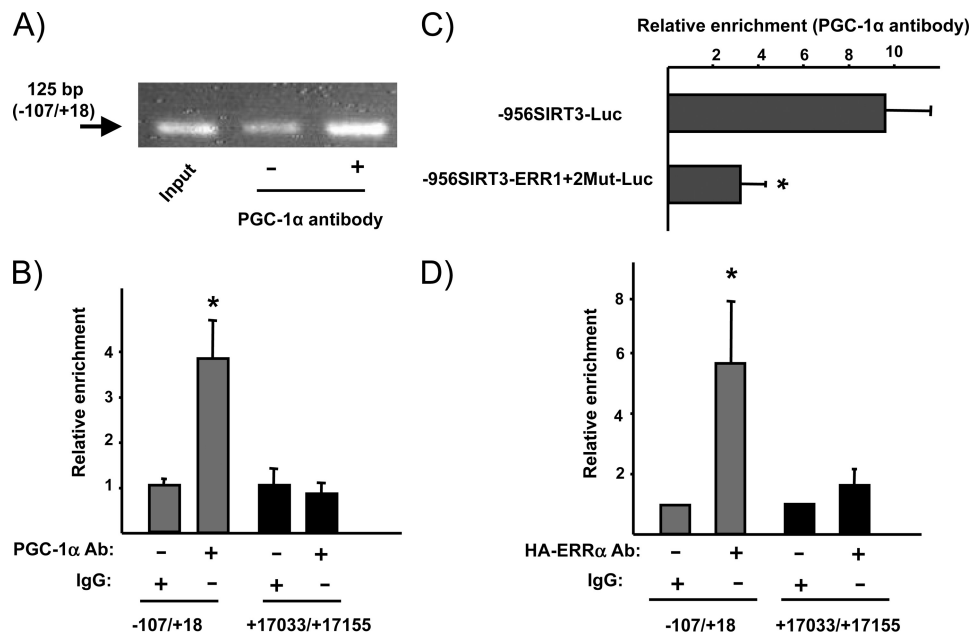 A)
125 bp
(-107/+18)
Input
- +
PGC-1α antibody
C)
Relative enrichment (PGC-1α antibody)
2 4 6 8 10
-956SIRT3-Luc
-956SIRT3-ERR1+2Mut-Luc
*
B)
Relative enrichment
4
3
2
1
*
PGC-1α Ab: - + - +
IgG: + - + -
-107/+18 +17033/+17155
D)
Relative enrichment
8
6
4
2
*
HA-ERRα Ab: - + - +
IgG: + - + -
-107/+18 +17033/+17155